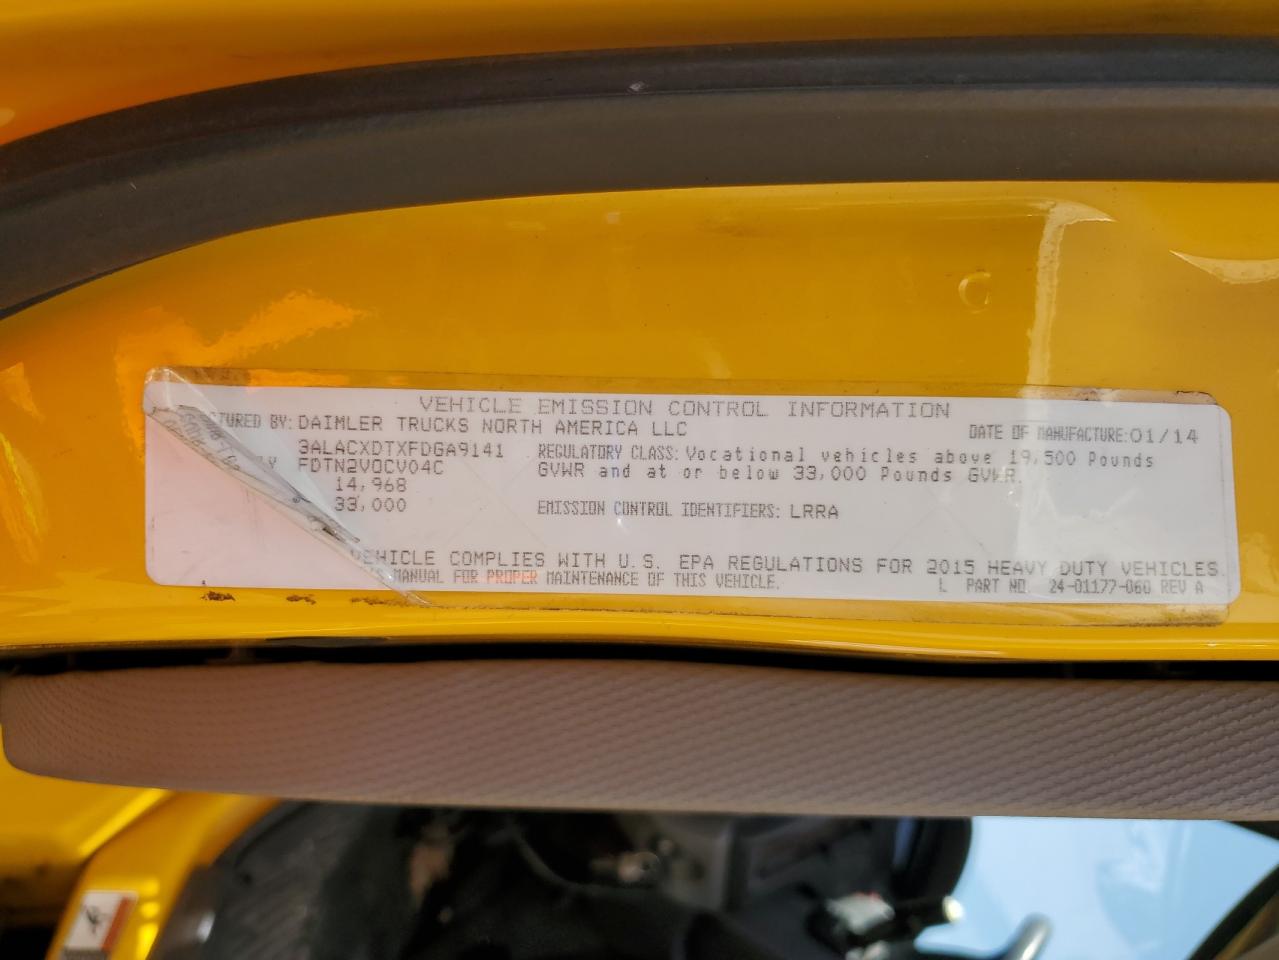 VEHICLE EMISSION CONTROL INFORMATION
TURED BY: DAIMLER TRUCKS NORTH AMERICA LLC DATE OF MANUFACTURE: 01/14
3ALACXDTXFDGA9141 REGULATORY CLASS: Vocational vehicles above 19,500 Pounds
Y FDTN2VOCV04C GVWR and at or below 33,000 Pounds GVWR.
14,968
33,000 EMISSION CONTROL IDENTIFIERS: LRRA
VEHICLE COMPLIES WITH U.S. EPA REGULATIONS FOR 2015 HEAVY DUTY VEHICLES
'S MANUAL FOR PROPER MAINTENANCE OF THIS VEHICLE. L PART NO. 24-01177-060 REV A